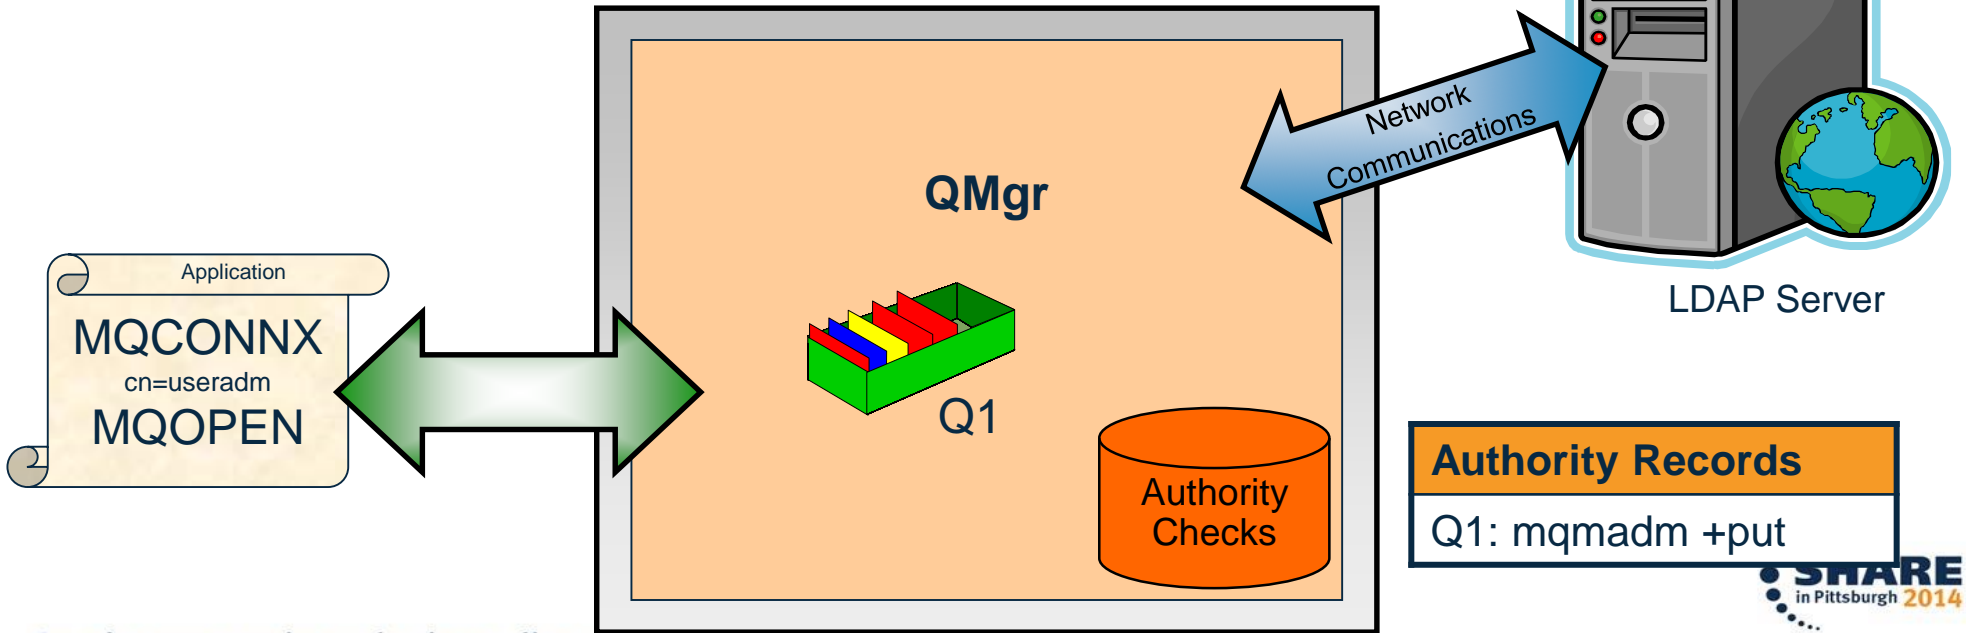 Network
Communications
QMgr
LDAP Server
Application
MQCONNX
cn=useradm
MQOPEN
Q1
Authority
Checks
Authority Records
Q1: mqmadm +put
SHARE
in Pittsburgh 2014